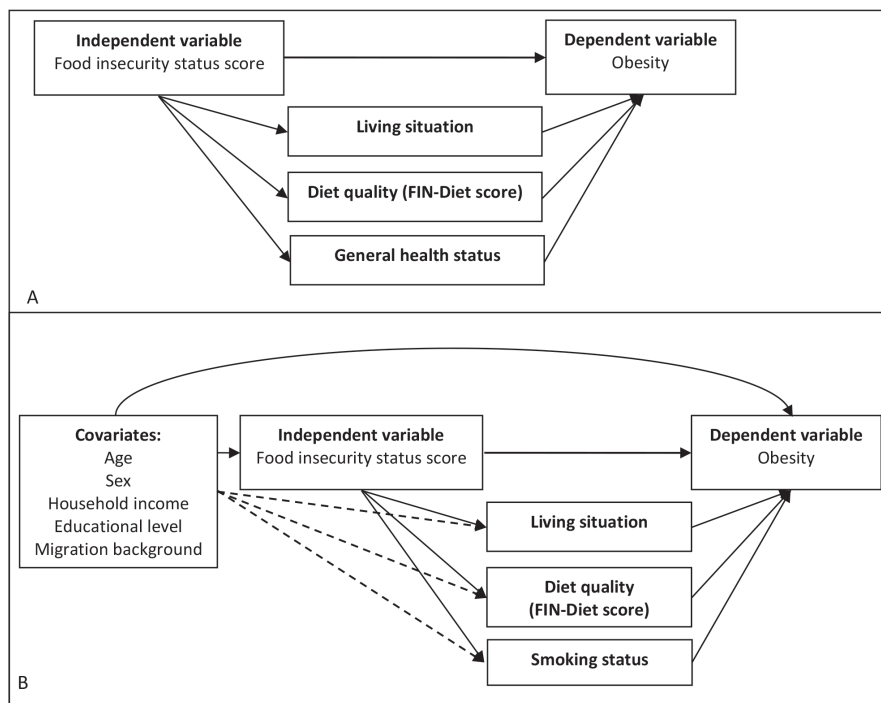 Independent variable
Food insecurity status score
Dependent variable
Obesity
Living situation
Diet quality (FIN-Diet score)
General health status
A
Covariates:
Age
Sex
Household income
Educational level
Migration background
Independent variable
Food insecurity status score
Dependent variable
Obesity
Living situation
Diet quality
(FIN-Diet score)
Smoking status
B